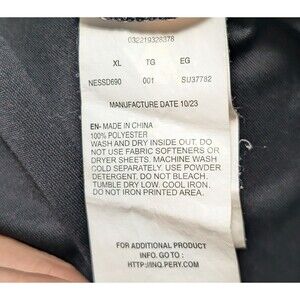 032219328378
XL TG EG
NESSD690 001 SU37782
MANUFACTURE DATE 10/23
EN- MADE IN CHINA
100% POLYESTER
WASH AND DRY INSIDE OUT. DO
NOT USE FABRIC SOFTENERS OR
DRYER SHEETS. MACHINE WASH
COLD SEPARATELY. USE POWDER
DETERGENT. DO NOT BLEACH.
TUMBLE DRY LOW. COOL IRON.
DO NOT IRON PRINTED AREA.
FOR ADDITIONAL PRODUCT
INFO GO TO:
HTTP://INQ.PERY.COM